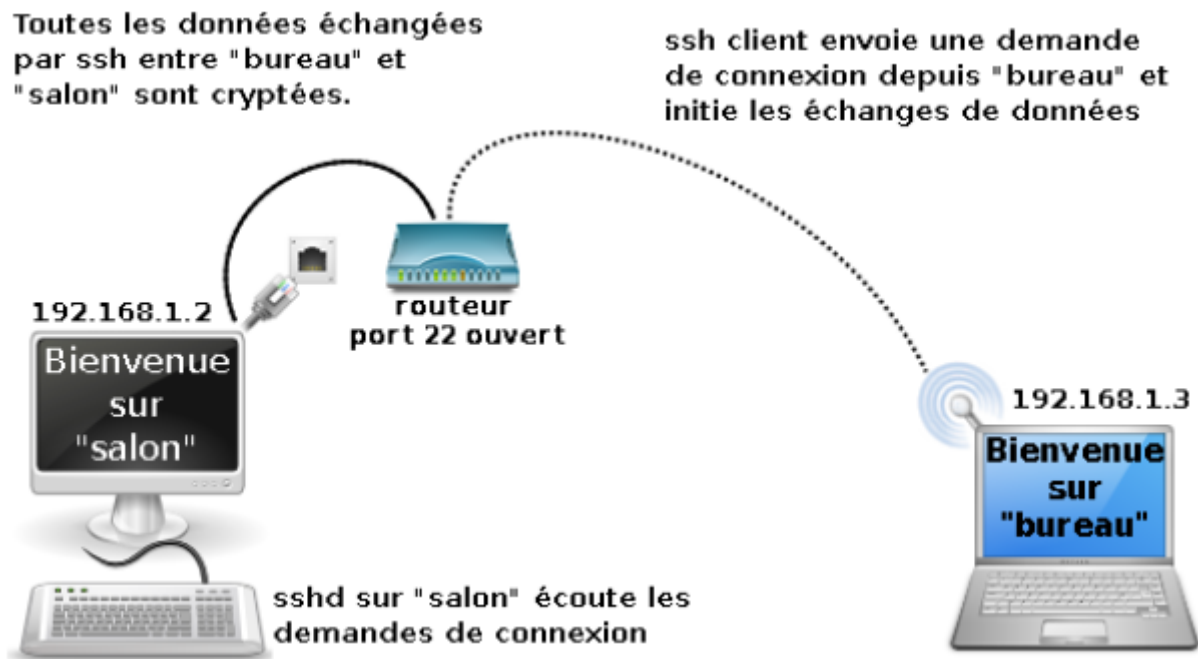 Toutes les données échangées
par ssh entre "bureau" et
"salon" sont cryptées.
ssh client envoie une demande
de connexion depuis "bureau" et
initie les échanges de données
routeur
port 22 ouvert
192.168.1.2
Bienvenue
sur
"salon"
192.168.1.3
Bienvenue
sur
"bureau"
sshd sur "salon" écoute les
demandes de connexion